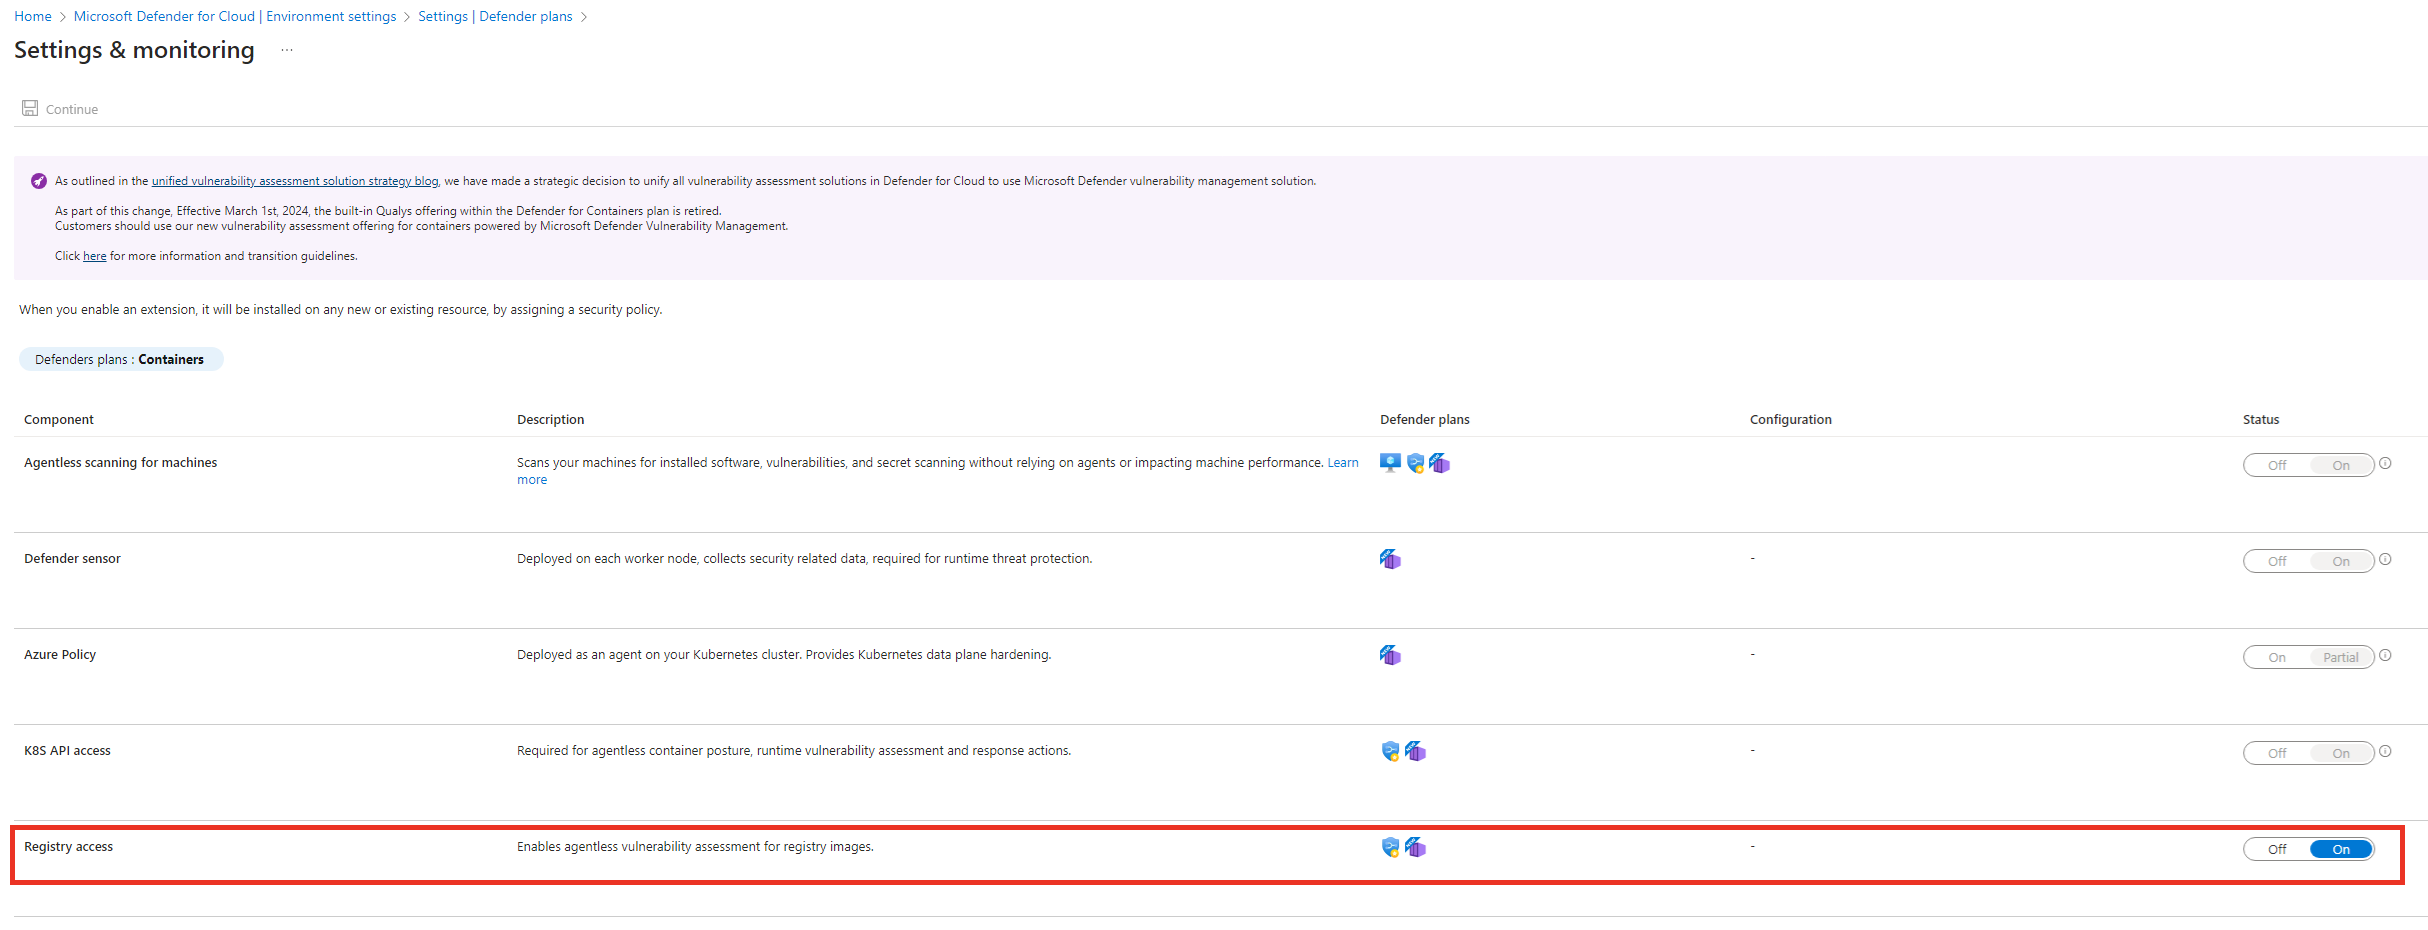 Home > Microsoft Defender for Cloud | Environment settings > Settings | Defender plans >
Settings & monitoring ...
Continue
As outlined in the unified vulnerability assessment solution strategy blog, we have made a strategic decision to unify all vulnerability assessment solutions in Defender for Cloud to use Microsoft Defender vulnerability management solution.
As part of this change, Effective March 1st, 2024, the built-in Qualys offering within the Defender for Containers plan is retired.
Customers should use our new vulnerability assessment offering for containers powered by Microsoft Defender Vulnerability Management.
Click here for more information and transition guidelines.
When you enable an extension, it will be installed on any new or existing resource, by assigning a security policy.
Defenders plans : Containers
Component Description Defender plans Configuration Status
Agentless scanning for machines Scans your machines for installed software, vulnerabilities, and secret scanning without relying on agents or impacting machine performance. Learn Off On
more
Defender sensor Deployed on each worker node, collects security related data, required for runtime threat protection. - Off On
Azure Policy Deployed as an agent on your Kubernetes cluster. Provides Kubernetes data plane hardening. - On Partial
K8S API access Required for agentless container posture, runtime vulnerability assessment and response actions. - Off On
Registry access Enables agentless vulnerability assessment for registry images. - Off On